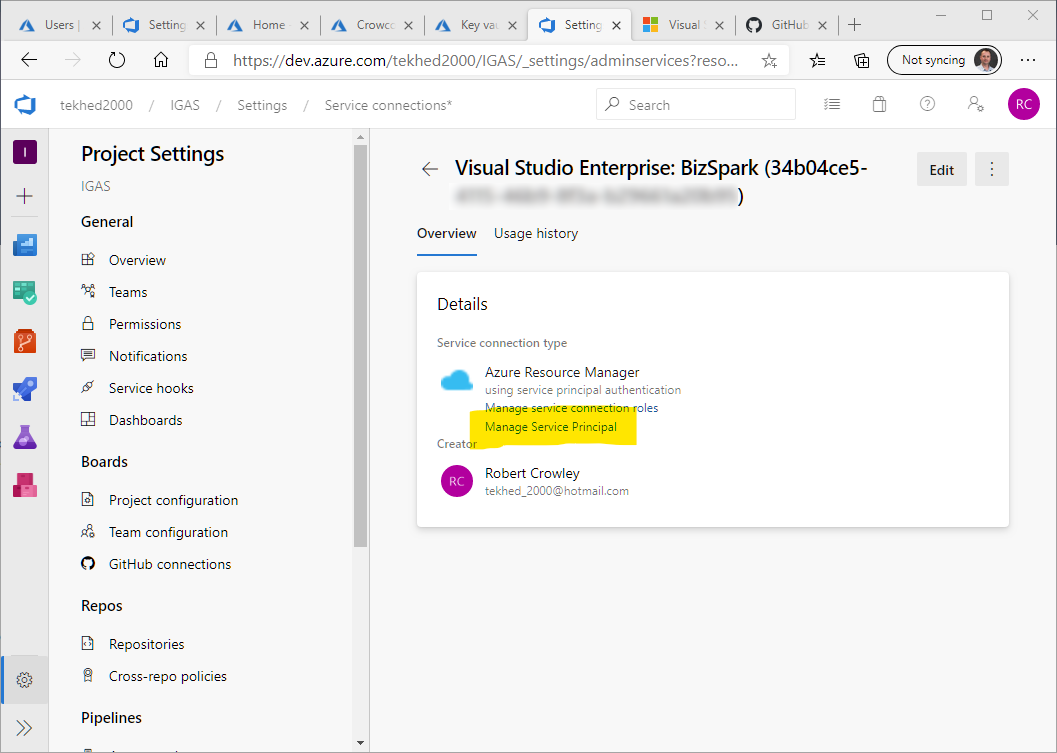 Users |
Setting
Home -
Crowco
Key vau
Setting
Visual S
GitHub
https://dev.azure.com/tekhed2000/IGAS/_settings/adminservices?reso...
Not syncing
tekhed2000 / IGAS / Settings / Service connections*
Search
RC
I
Project Settings
IGAS
General
Overview
Teams
Permissions
Notifications
Service hooks
Dashboards
Boards
Project configuration
Team configuration
GitHub connections
Repos
Repositories
Cross-repo policies
Pipelines
Visual Studio Enterprise: BizSpark (34b04ce5-
)
Edit
Overview
Usage history
Details
Service connection type
Azure Resource Manager
using service principal authentication
Manage service connection roles
Manage Service Principal
Creator
RC
Robert Crowley
tekhed_2000@hotmail.com